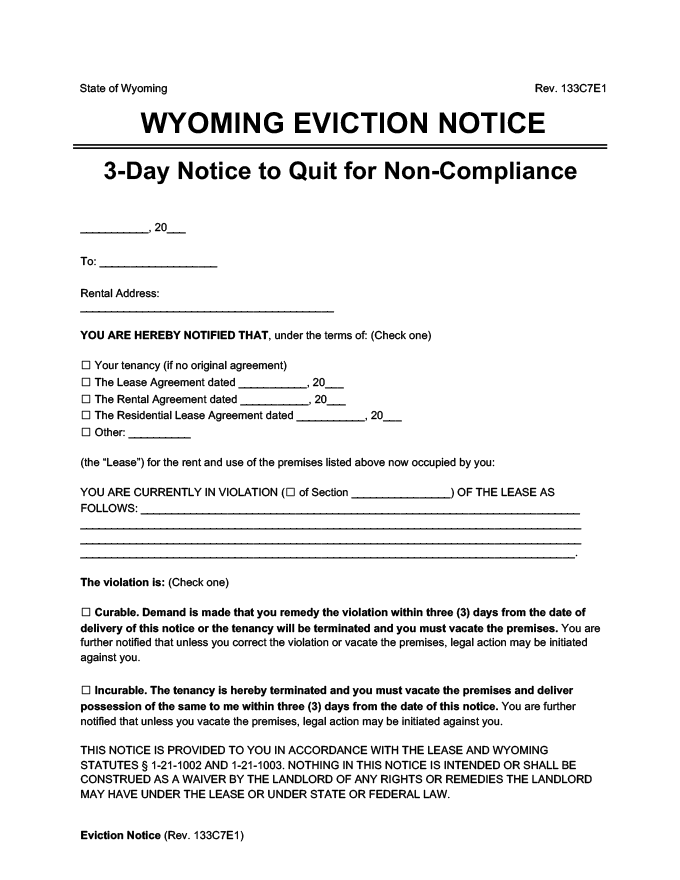 State of Wyoming Rev. 133C7E1
WYOMING EVICTION NOTICE
3-Day Notice to Quit for Non-Compliance
___________, 20___
To: ___________________
Rental Address:
_________________________________________
YOU ARE HEREBY NOTIFIED THAT, under the terms of: (Check one)
☐ Your tenancy (if no original agreement)
☐ The Lease Agreement dated ___________, 20___
☐ The Rental Agreement dated ___________, 20___
☐ The Residential Lease Agreement dated ___________, 20___
☐ Other: __________
(the “Lease”) for the rent and use of the premises listed above now occupied by you:
YOU ARE CURRENTLY IN VIOLATION (☐ of Section ________________) OF THE LEASE AS
FOLLOWS: _______________________________________________________________________
_________________________________________________________________________________
_________________________________________________________________________________
________________________________________________________________________________.
The violation is: (Check one)
☐ Curable. Demand is made that you remedy the violation within three (3) days from the date of
delivery of this notice or the tenancy will be terminated and you must vacate the premises. You are
further notified that unless you correct the violation or vacate the premises, legal action may be initiated
against you.
☐ Incurable. The tenancy is hereby terminated and you must vacate the premises and deliver
possession of the same to me within three (3) days from the date of this notice. You are further
notified that unless you vacate the premises, legal action may be initiated against you.
THIS NOTICE IS PROVIDED TO YOU IN ACCORDANCE WITH THE LEASE AND WYOMING
STATUTES § 1-21-1002 AND 1-21-1003. NOTHING IN THIS NOTICE IS INTENDED OR SHALL BE
CONSTRUED AS A WAIVER BY THE LANDLORD OF ANY RIGHTS OR REMEDIES THE LANDLORD
MAY HAVE UNDER THE LEASE OR UNDER STATE OR FEDERAL LAW.
Eviction Notice (Rev. 133C7E1)